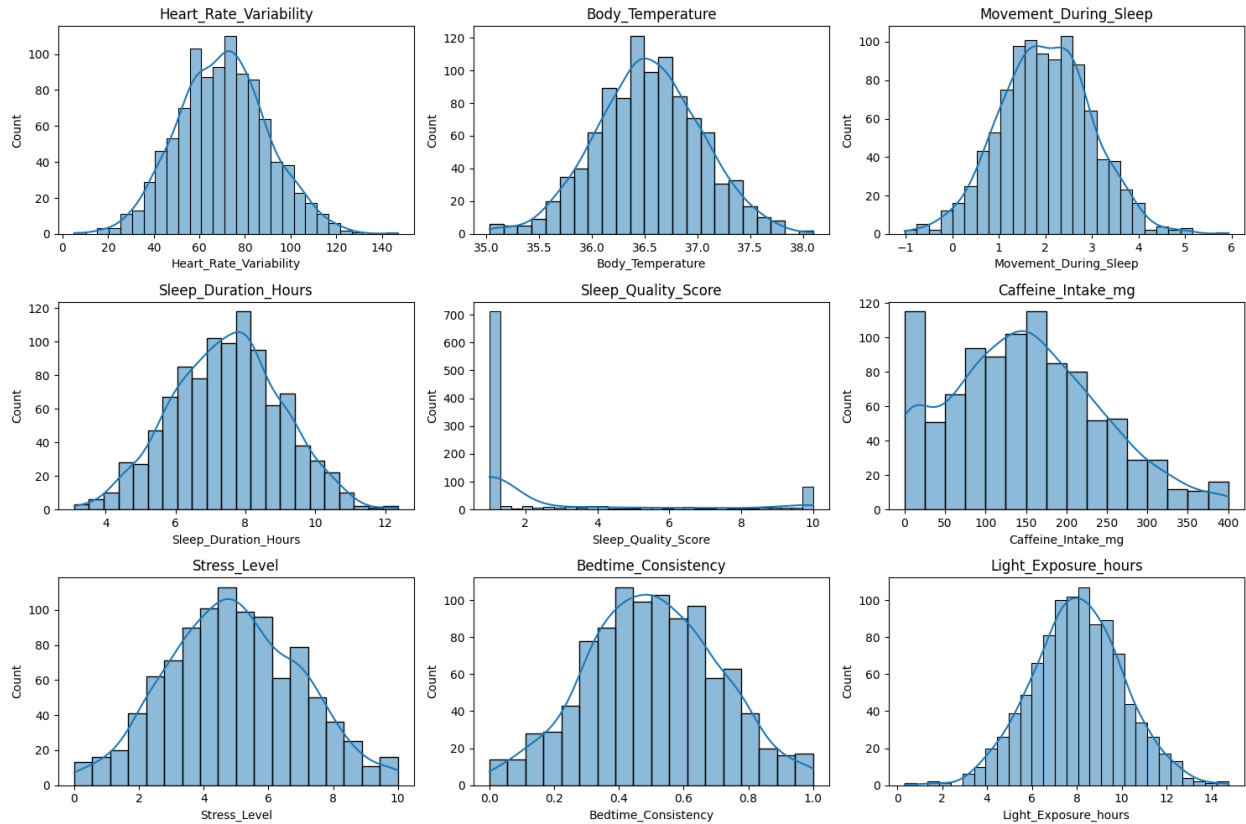 Heart_Rate_Variability
Count
100
80
60
40
20
0
0 20 40 60 80 100 120 140
Heart_Rate_Variability
Body_Temperature
Count
120
100
80
60
40
20
0
35.0 35.5 36.0 36.5 37.0 37.5 38.0
Body_Temperature
Movement_During_Sleep
Count
100
80
60
40
20
0
−1 0 1 2 3 4 5 6
Movement_During_Sleep
Sleep_Duration_Hours
Count
120
100
80
60
40
20
0
4 6 8 10 12
Sleep_Duration_Hours
Sleep_Quality_Score
Count
700
600
500
400
300
200
100
0
2 4 6 8 10
Sleep_Quality_Score
Caffeine_Intake_mg
Count
120
100
80
60
40
20
0
0 50 100 150 200 250 300 350 400
Caffeine_Intake_mg
Stress_Level
Count
100
80
60
40
20
0
0 2 4 6 8 10
Stress_Level
Bedtime_Consistency
Count
100
80
60
40
20
0
0.0 0.2 0.4 0.6 0.8 1.0
Bedtime_Consistency
Light_Exposure_hours
Count
100
80
60
40
20
0
0 2 4 6 8 10 12 14
Light_Exposure_hours